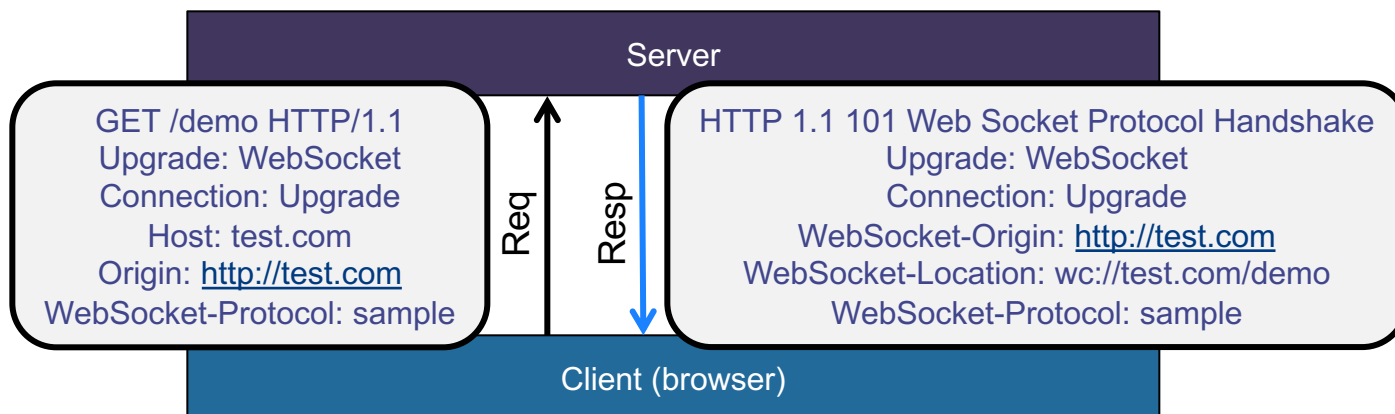 Server
GET /demo HTTP/1.1
Upgrade: WebSocket
Connection: Upgrade
Host: test.com
Origin: http://test.com
WebSocket-Protocol: sample
Req
Resp
HTTP 1.1 101 Web Socket Protocol Handshake
Upgrade: WebSocket
Connection: Upgrade
WebSocket-Origin: http://test.com
WebSocket-Location: wc://test.com/demo
WebSocket-Protocol: sample
Client (browser)